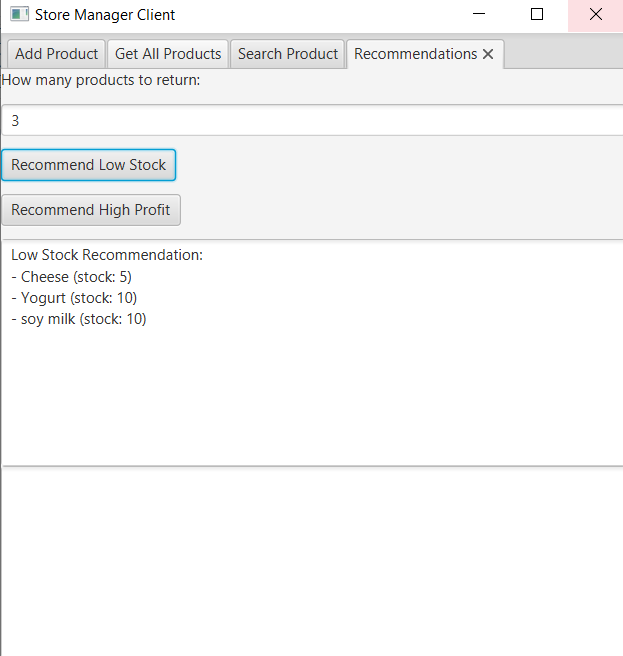 Store Manager Client
Add Product Get All Products Search Product Recommendations
How many products to return:
3
Recommend Low Stock
Recommend High Profit
Low Stock Recommendation:
- Cheese (stock: 5)
- Yogurt (stock: 10)
- soy milk (stock: 10)